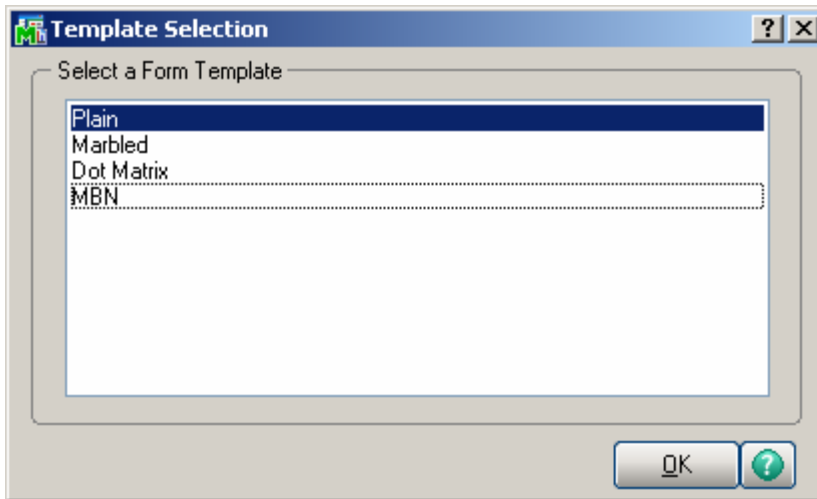 Template Selection
Select a Form Template
Plain
Marbled
Dot Matrix
MBN
OK